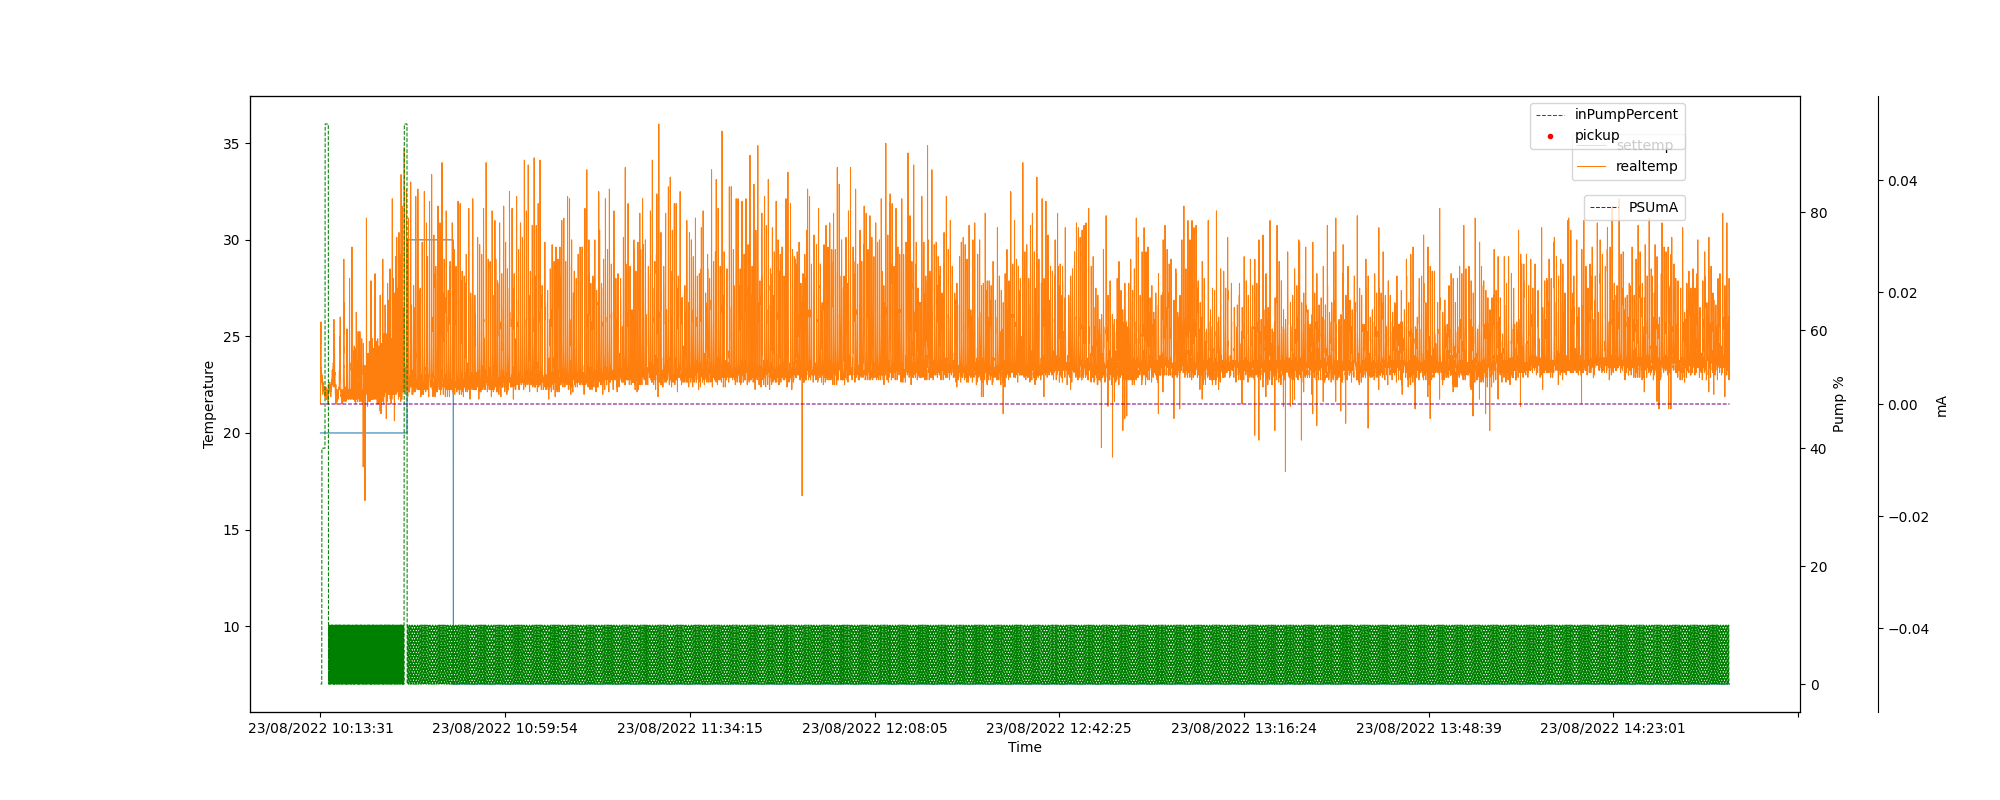 inPumpPercent
pickup
settemp
realtemp
PSUmA
35
30
25
20
15
10
Temperature
80
60
40
20
0
Pump %
0.04
0.02
0.00
−0.02
−0.04
mA
23/08/2022 10:13:31
23/08/2022 10:59:54
23/08/2022 11:34:15
23/08/2022 12:08:05
23/08/2022 12:42:25
23/08/2022 13:16:24
23/08/2022 13:48:39
23/08/2022 14:23:01
Time